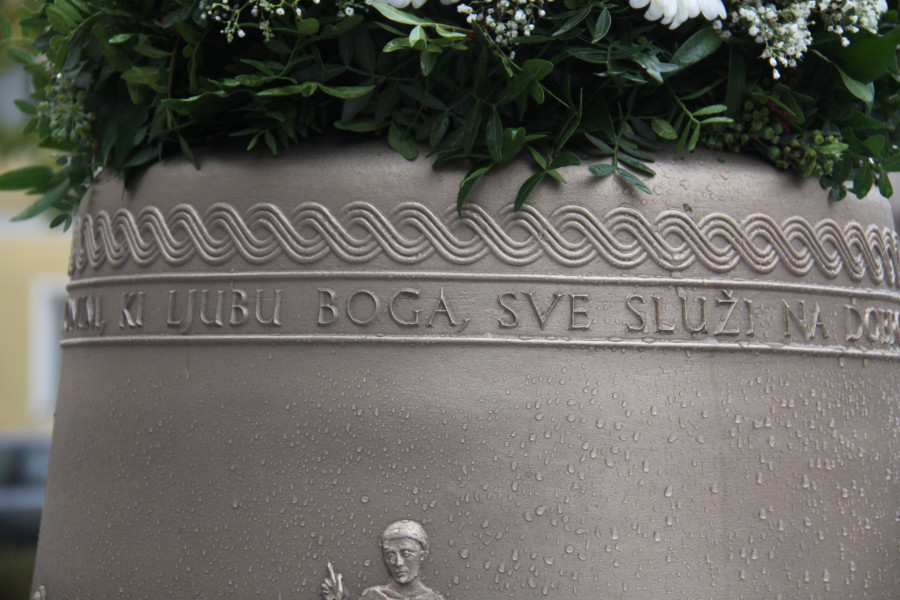 KI LJUBU BOGA, SVE SLUŽI NA